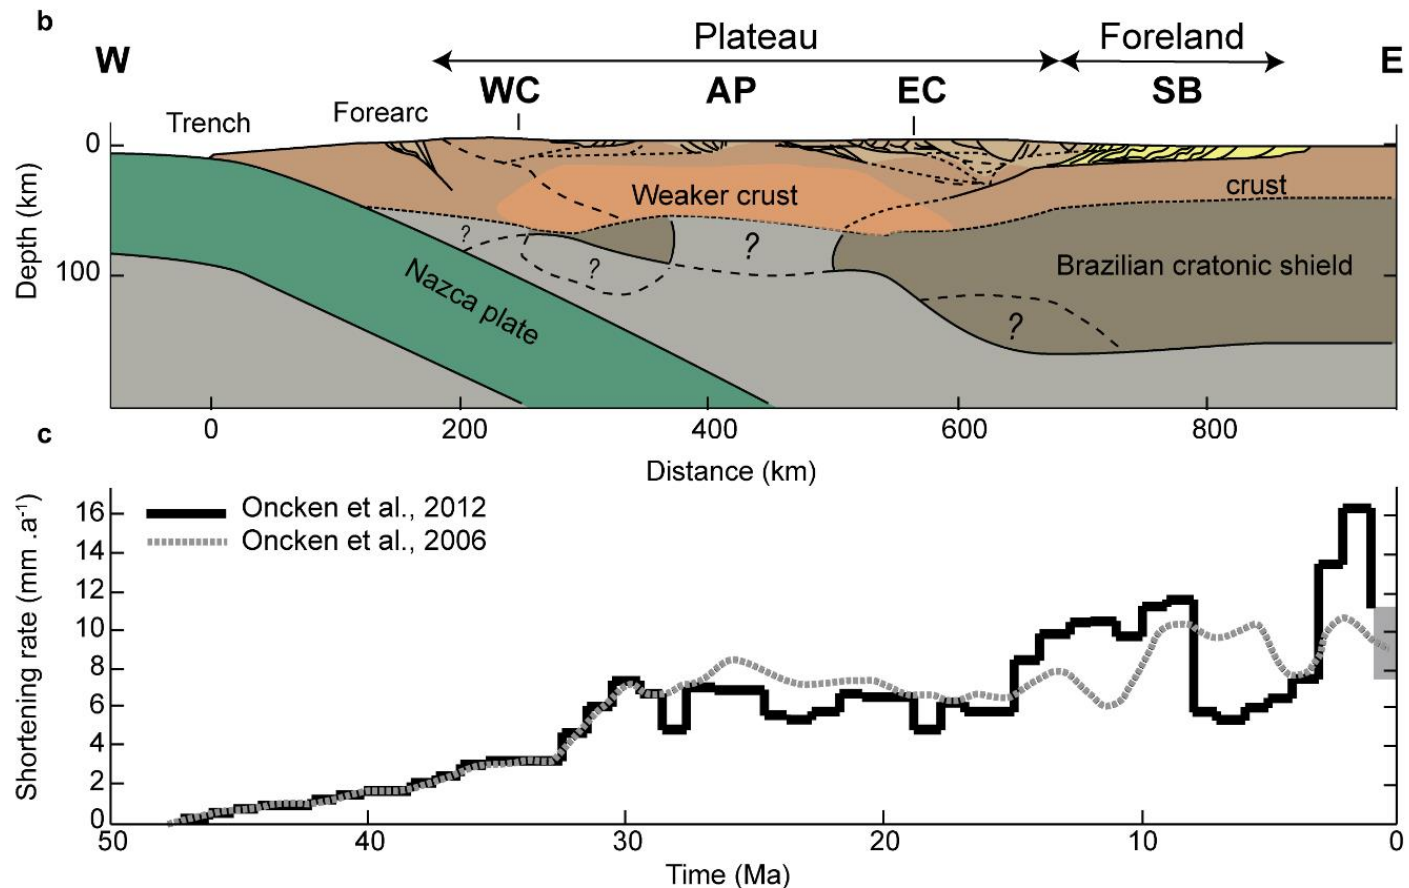 b
Plateau
Foreland
W
WC
AP
EC
SB
E
Trench
Forearc
0
100
Depth (km)
Weaker crust
crust
?
?
?
?
Nazca plate
Brazilian cratonic shield
0
200
400
600
800
Distance (km)
c
Oncken et al., 2012
Oncken et al., 2006
Shortening rate (mm .a⁻¹)
16
14
12
10
8
6
4
2
0
50
40
30
20
10
0
Time (Ma)